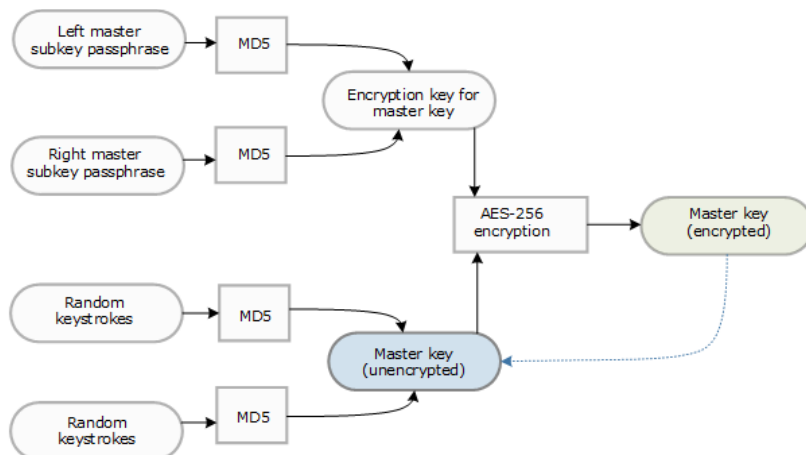 Left master
subkey passphrase
MD5
Encryption key for
master key
Right master
subkey passphrase
MD5
AES-256
encryption
Master key
(encrypted)
Random
keystrokes
MD5
Master key
(unencrypted)
Random
keystrokes
MD5